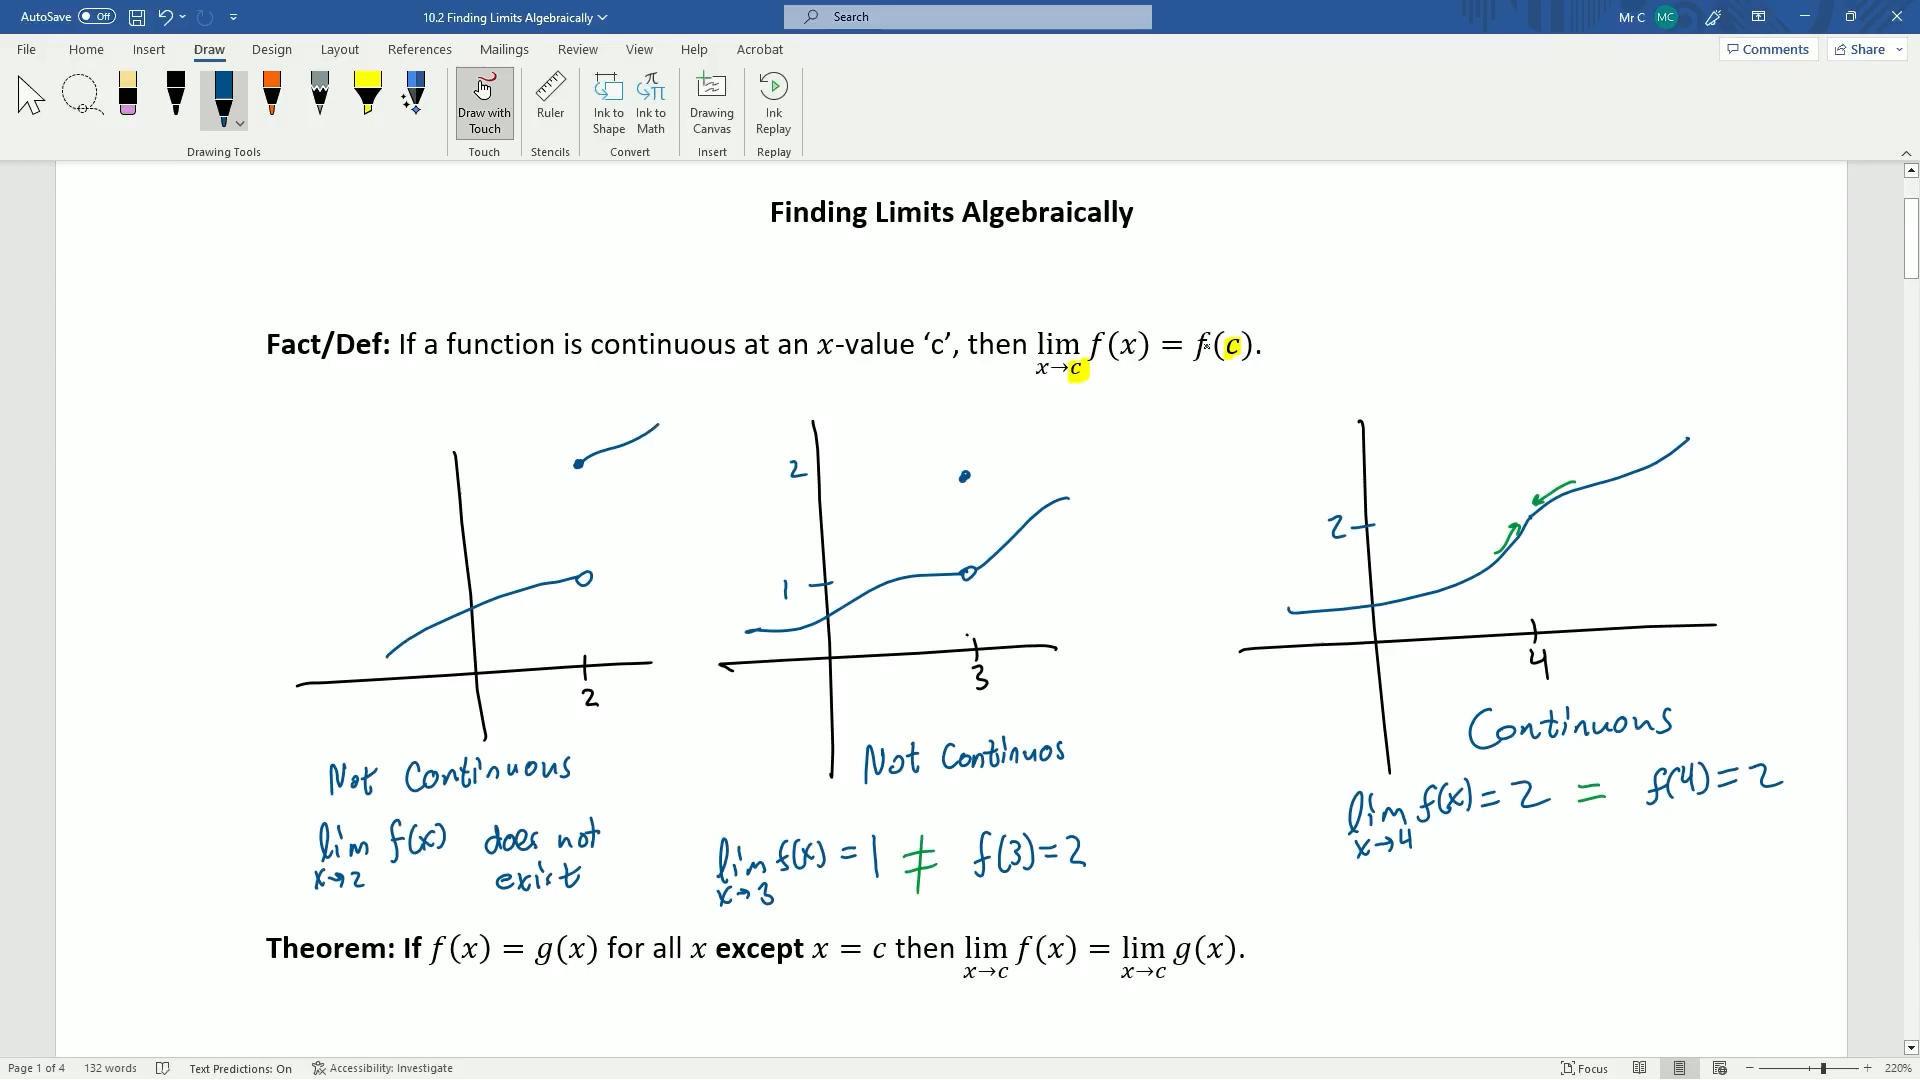 AutoSave Off 10.2 Finding Limits Algebraically Search Mr C MC
File Home Insert Draw Design Layout References Mailings Review View Help Acrobat Comments Share
Draw with Touch Ruler Ink to Shape Ink to Math Drawing Canvas Ink Replay
Drawing Tools Touch Stencils Convert Insert Replay
Finding Limits Algebraically
Fact/Def: If a function is continuous at an x-value ‘c’, then lim x→c f(x) = f(c).
2
1
2
2
3
4
Not Continuous
Not Continuos
Continuous
lim x→2 f(x) does not exist
lim x→3 f(x) = 1 ≠ f(3) = 2
lim x→4 f(x) = 2 = f(4) = 2
Theorem: If f(x) = g(x) for all x except x = c then lim x→c f(x) = lim x→c g(x).
Page 1 of 4 132 words Text Predictions: On Accessibility: Investigate Focus 220%